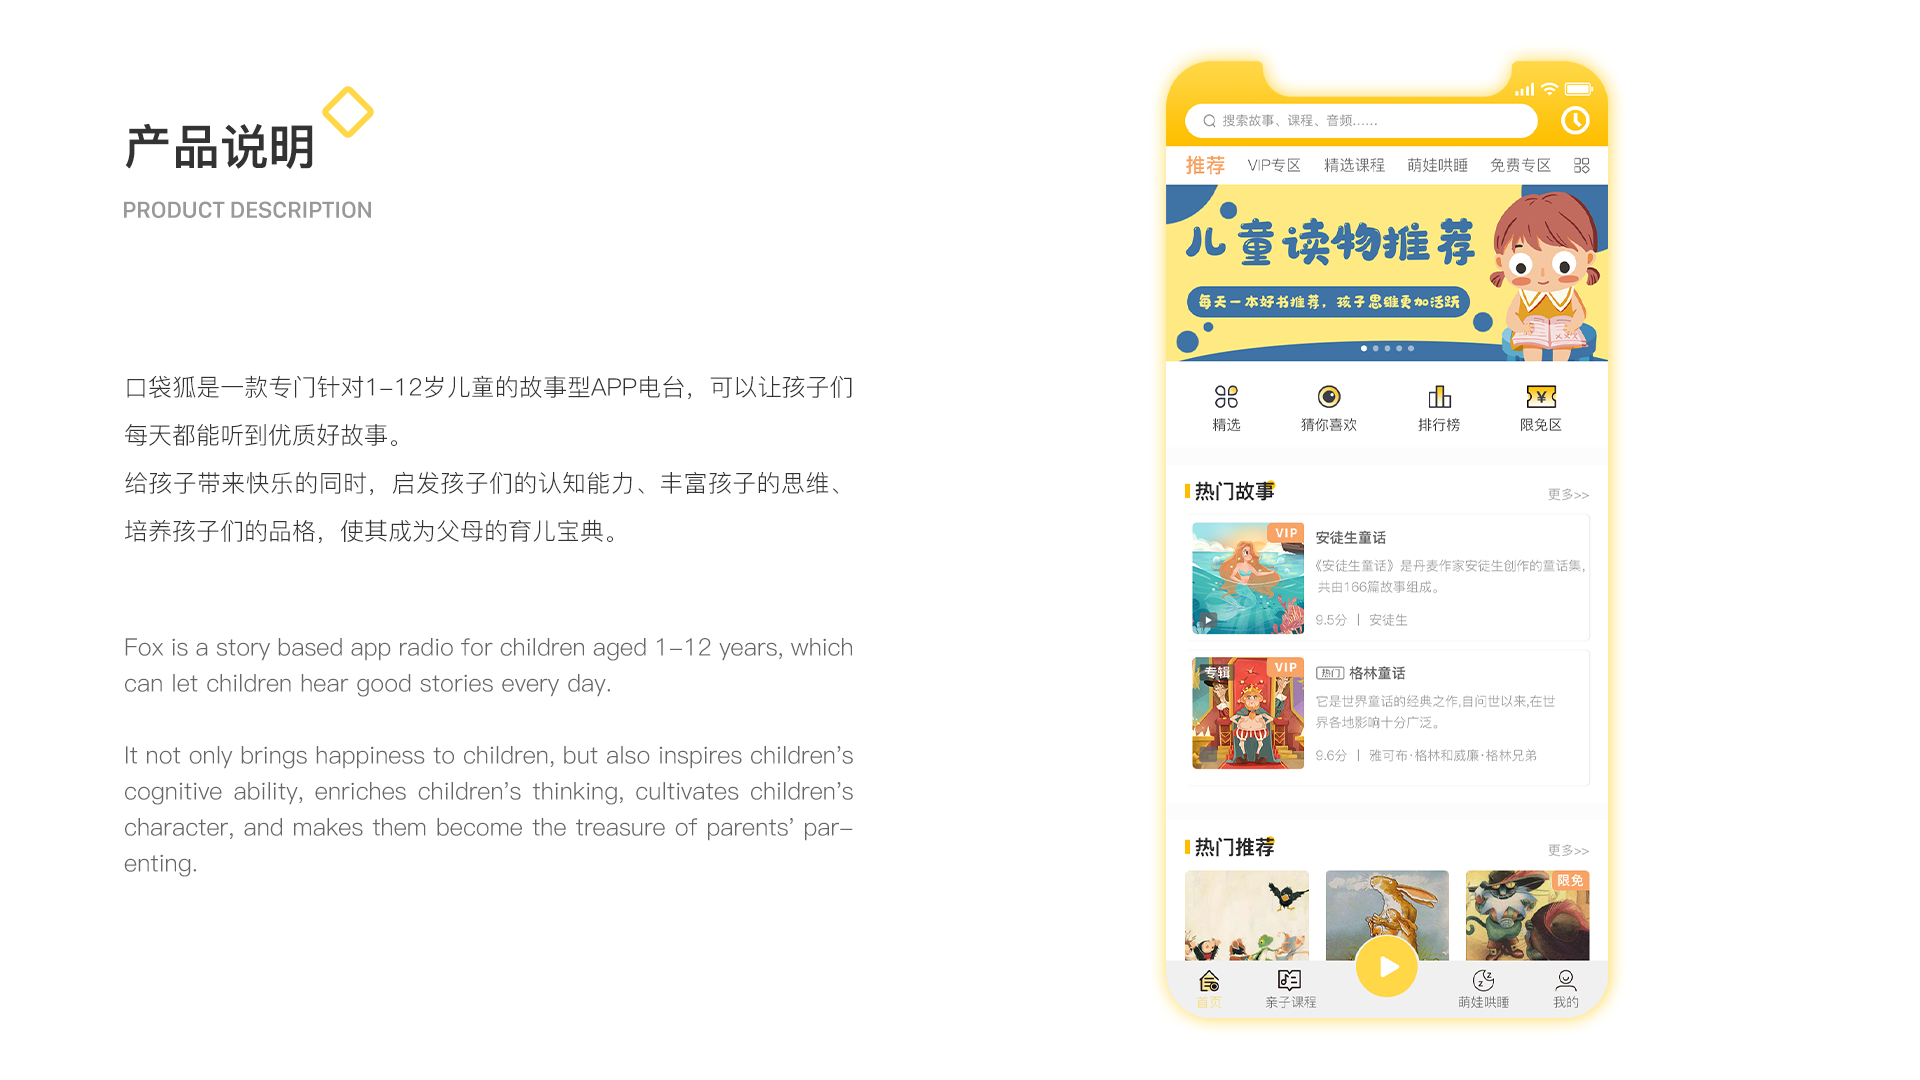 产品说明
PRODUCT DESCRIPTION
口袋狐是一款专门针对1-12岁儿童的故事型APP电台，可以让孩子们
每天都能听到优质好故事。
给孩子带来快乐的同时，启发孩子们的认知能力、丰富孩子的思维、
培养孩子们的品格，使其成为父母的育儿宝典。
Fox is a story based app radio for children aged 1-12 years, which
can let children hear good stories every day.
It not only brings happiness to children, but also inspires children's
cognitive ability, enriches children's thinking, cultivates children's
character, and makes them become the treasure of parents' par-
enting.
搜索故事、课程、音频......
推荐 VIP专区 精选课程 萌娃哄睡 免费专区
儿童读物推荐
每天一本好书推荐，孩子思维更加活跃
精选 猜你喜欢 排行榜 限免区
热门故事 更多>>
VIP
安徒生童话
《安徒生童话》是丹麦作家安徒生创作的童话集，
共由166篇故事组成。
9.5分 | 安徒生
专辑 VIP
热门 格林童话
它是世界童话的经典之作,自问世以来,在世
界各地影响十分广泛。
9.6分 | 雅可布·格林和威廉·格林兄弟
热门推荐 更多>>
限免
首页 亲子课程 萌娃哄睡 我的